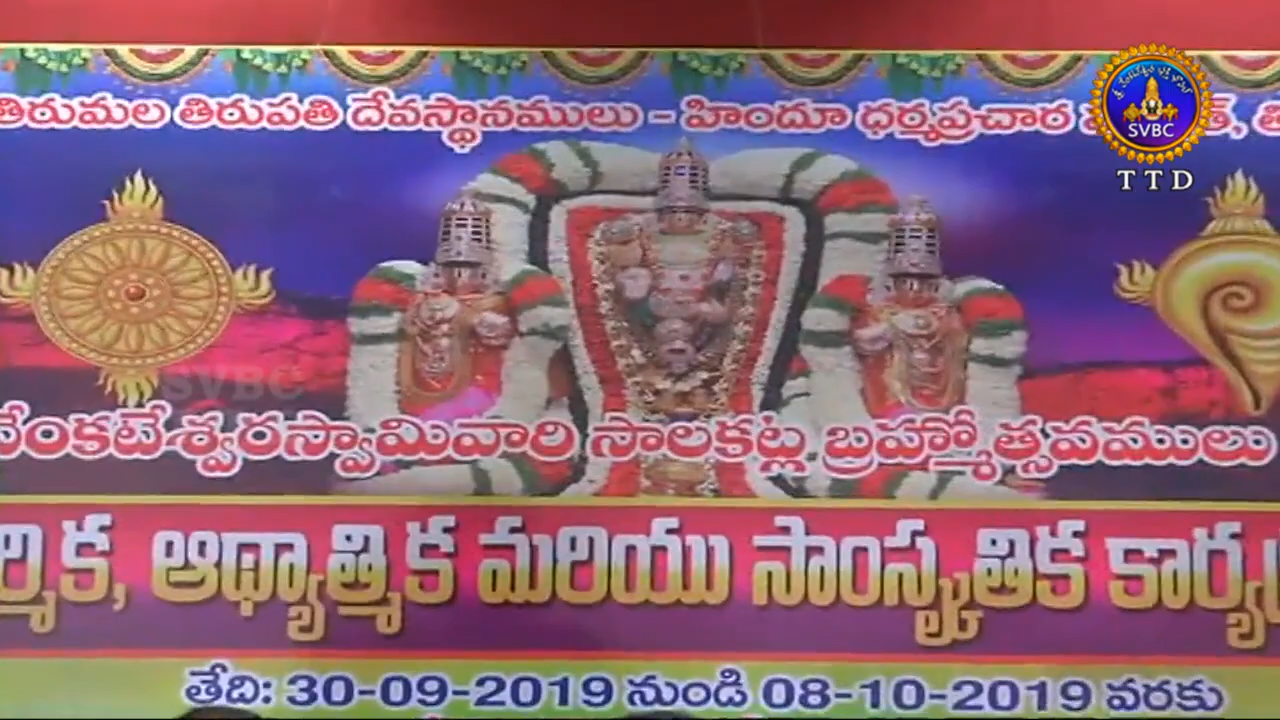 తిరుమల తిరుపతి దేవస్థానములు - హిందూ ధర్మప్రచార
SVBC
TTD
SVBC
వేంకటేశ్వరస్వామివారి సాలకట్ల బ్రహ్మోత్సవములు
ఆధ్యాత్మిక మరియు సాంస్కృతిక
తేది: 30-09-2019 నుండి 08-10-2019 వరకు